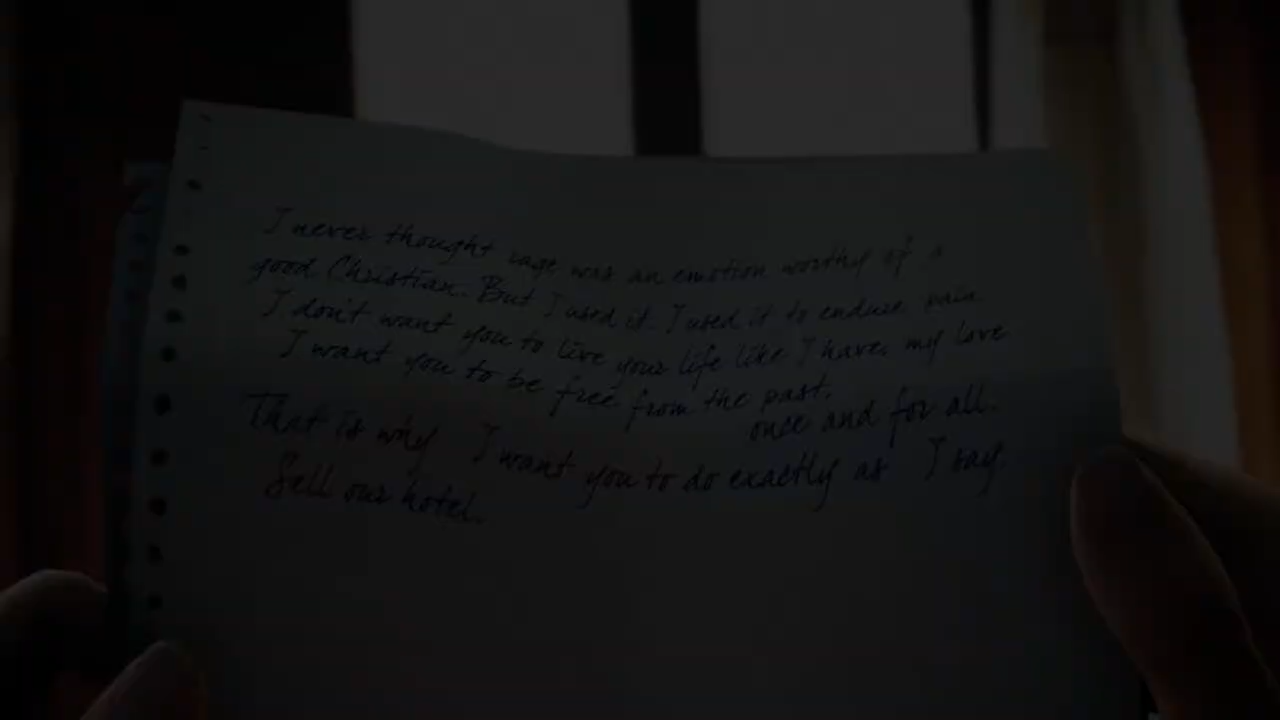 I never thought rage was an emotion worthy of a
good Christian. But I used it. I used it to endure pain
I don't want you to live your life like I have, my love
I want you to be free from the past,
once and for all.
That is why I want you to do exactly as I say.
Sell our hotel.